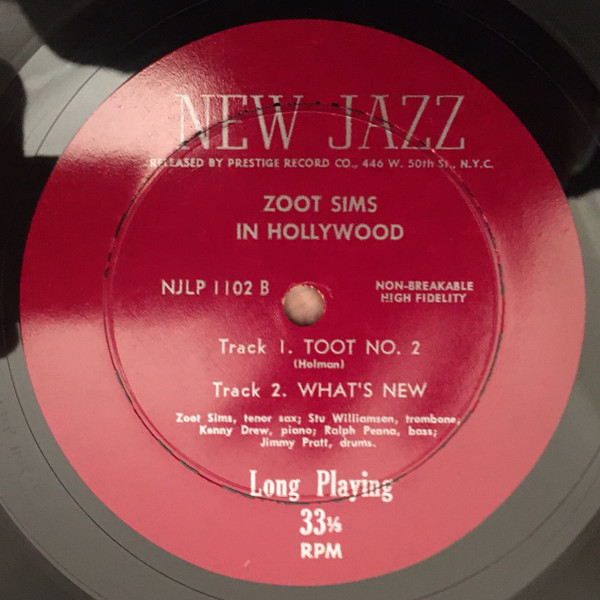 NEW JAZZ
RELEASED BY PRESTIGE RECORD CO., 446 W. 50th St., N.Y.C.
ZOOT SIMS
IN HOLLYWOOD
NJLP 1102 B
NON-BREAKABLE
HIGH FIDELITY
Track 1. TOOT NO. 2
(Holman)
Track 2. WHAT'S NEW
Zoot Sims, tenor sax; Stu Williamson, trombone;
Kenny Drew, piano; Ralph Peana, bass;
Jimmy Pratt, drums.
Long Playing
33⅓
RPM